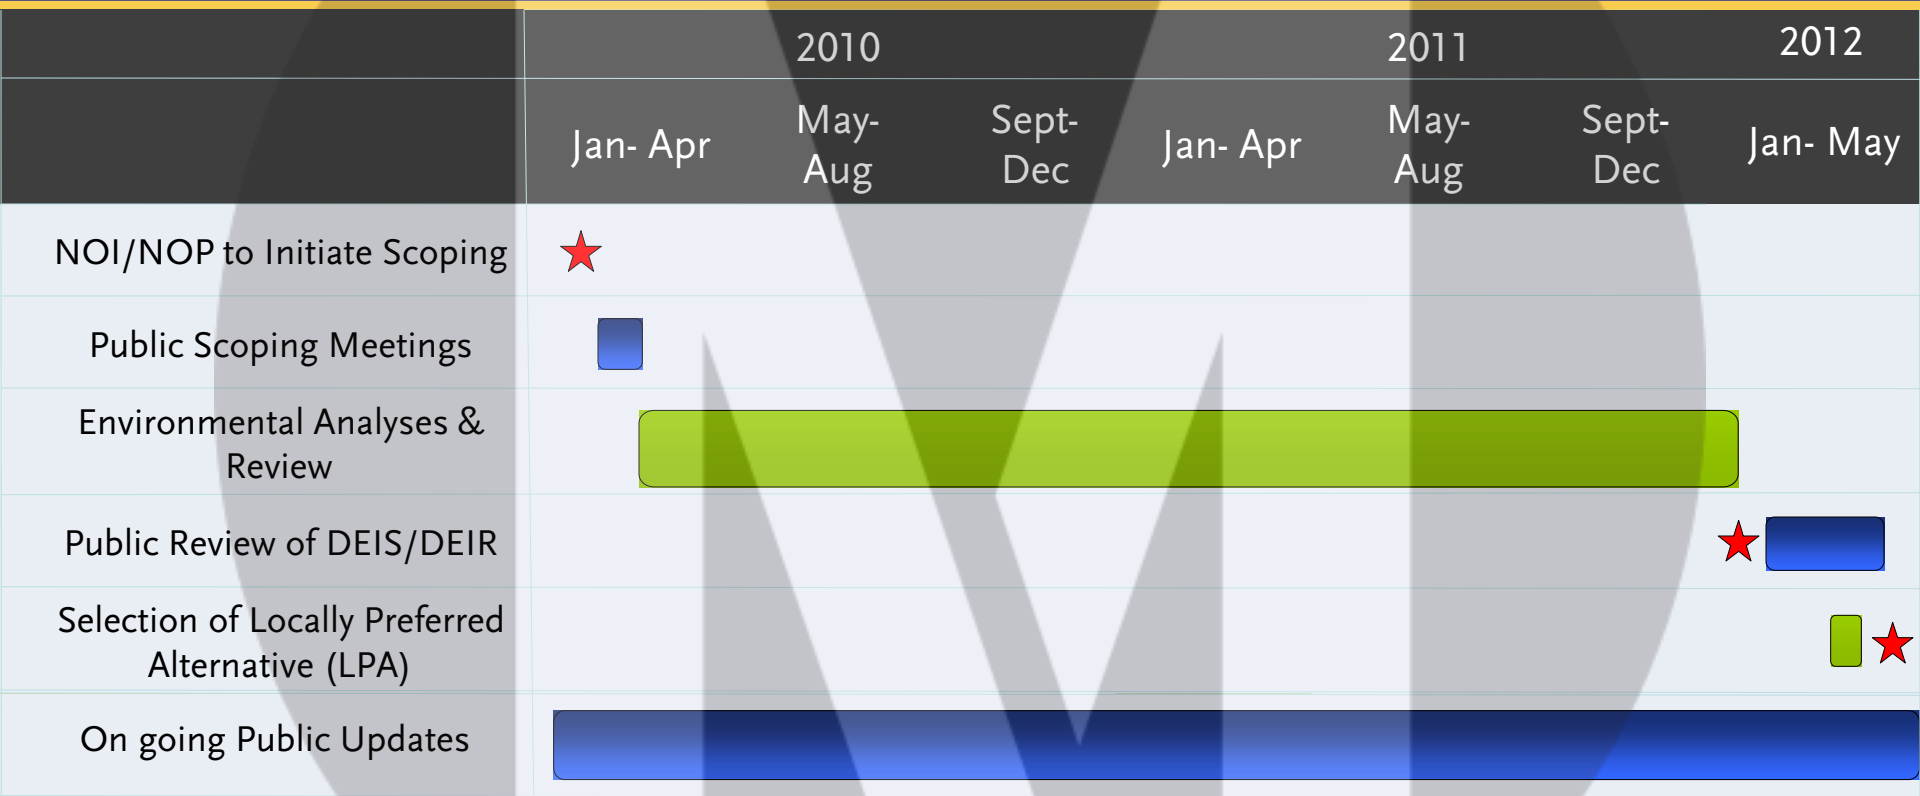 2010 2011 2012
Jan- Apr May- Sept- Jan- Apr May- Sept- Jan- May
Aug Dec Aug Dec
NOI/NOP to Initiate Scoping
Public Scoping Meetings
Environmental Analyses &
Review
Public Review of DEIS/DEIR
Selection of Locally Preferred
Alternative (LPA)
On going Public Updates